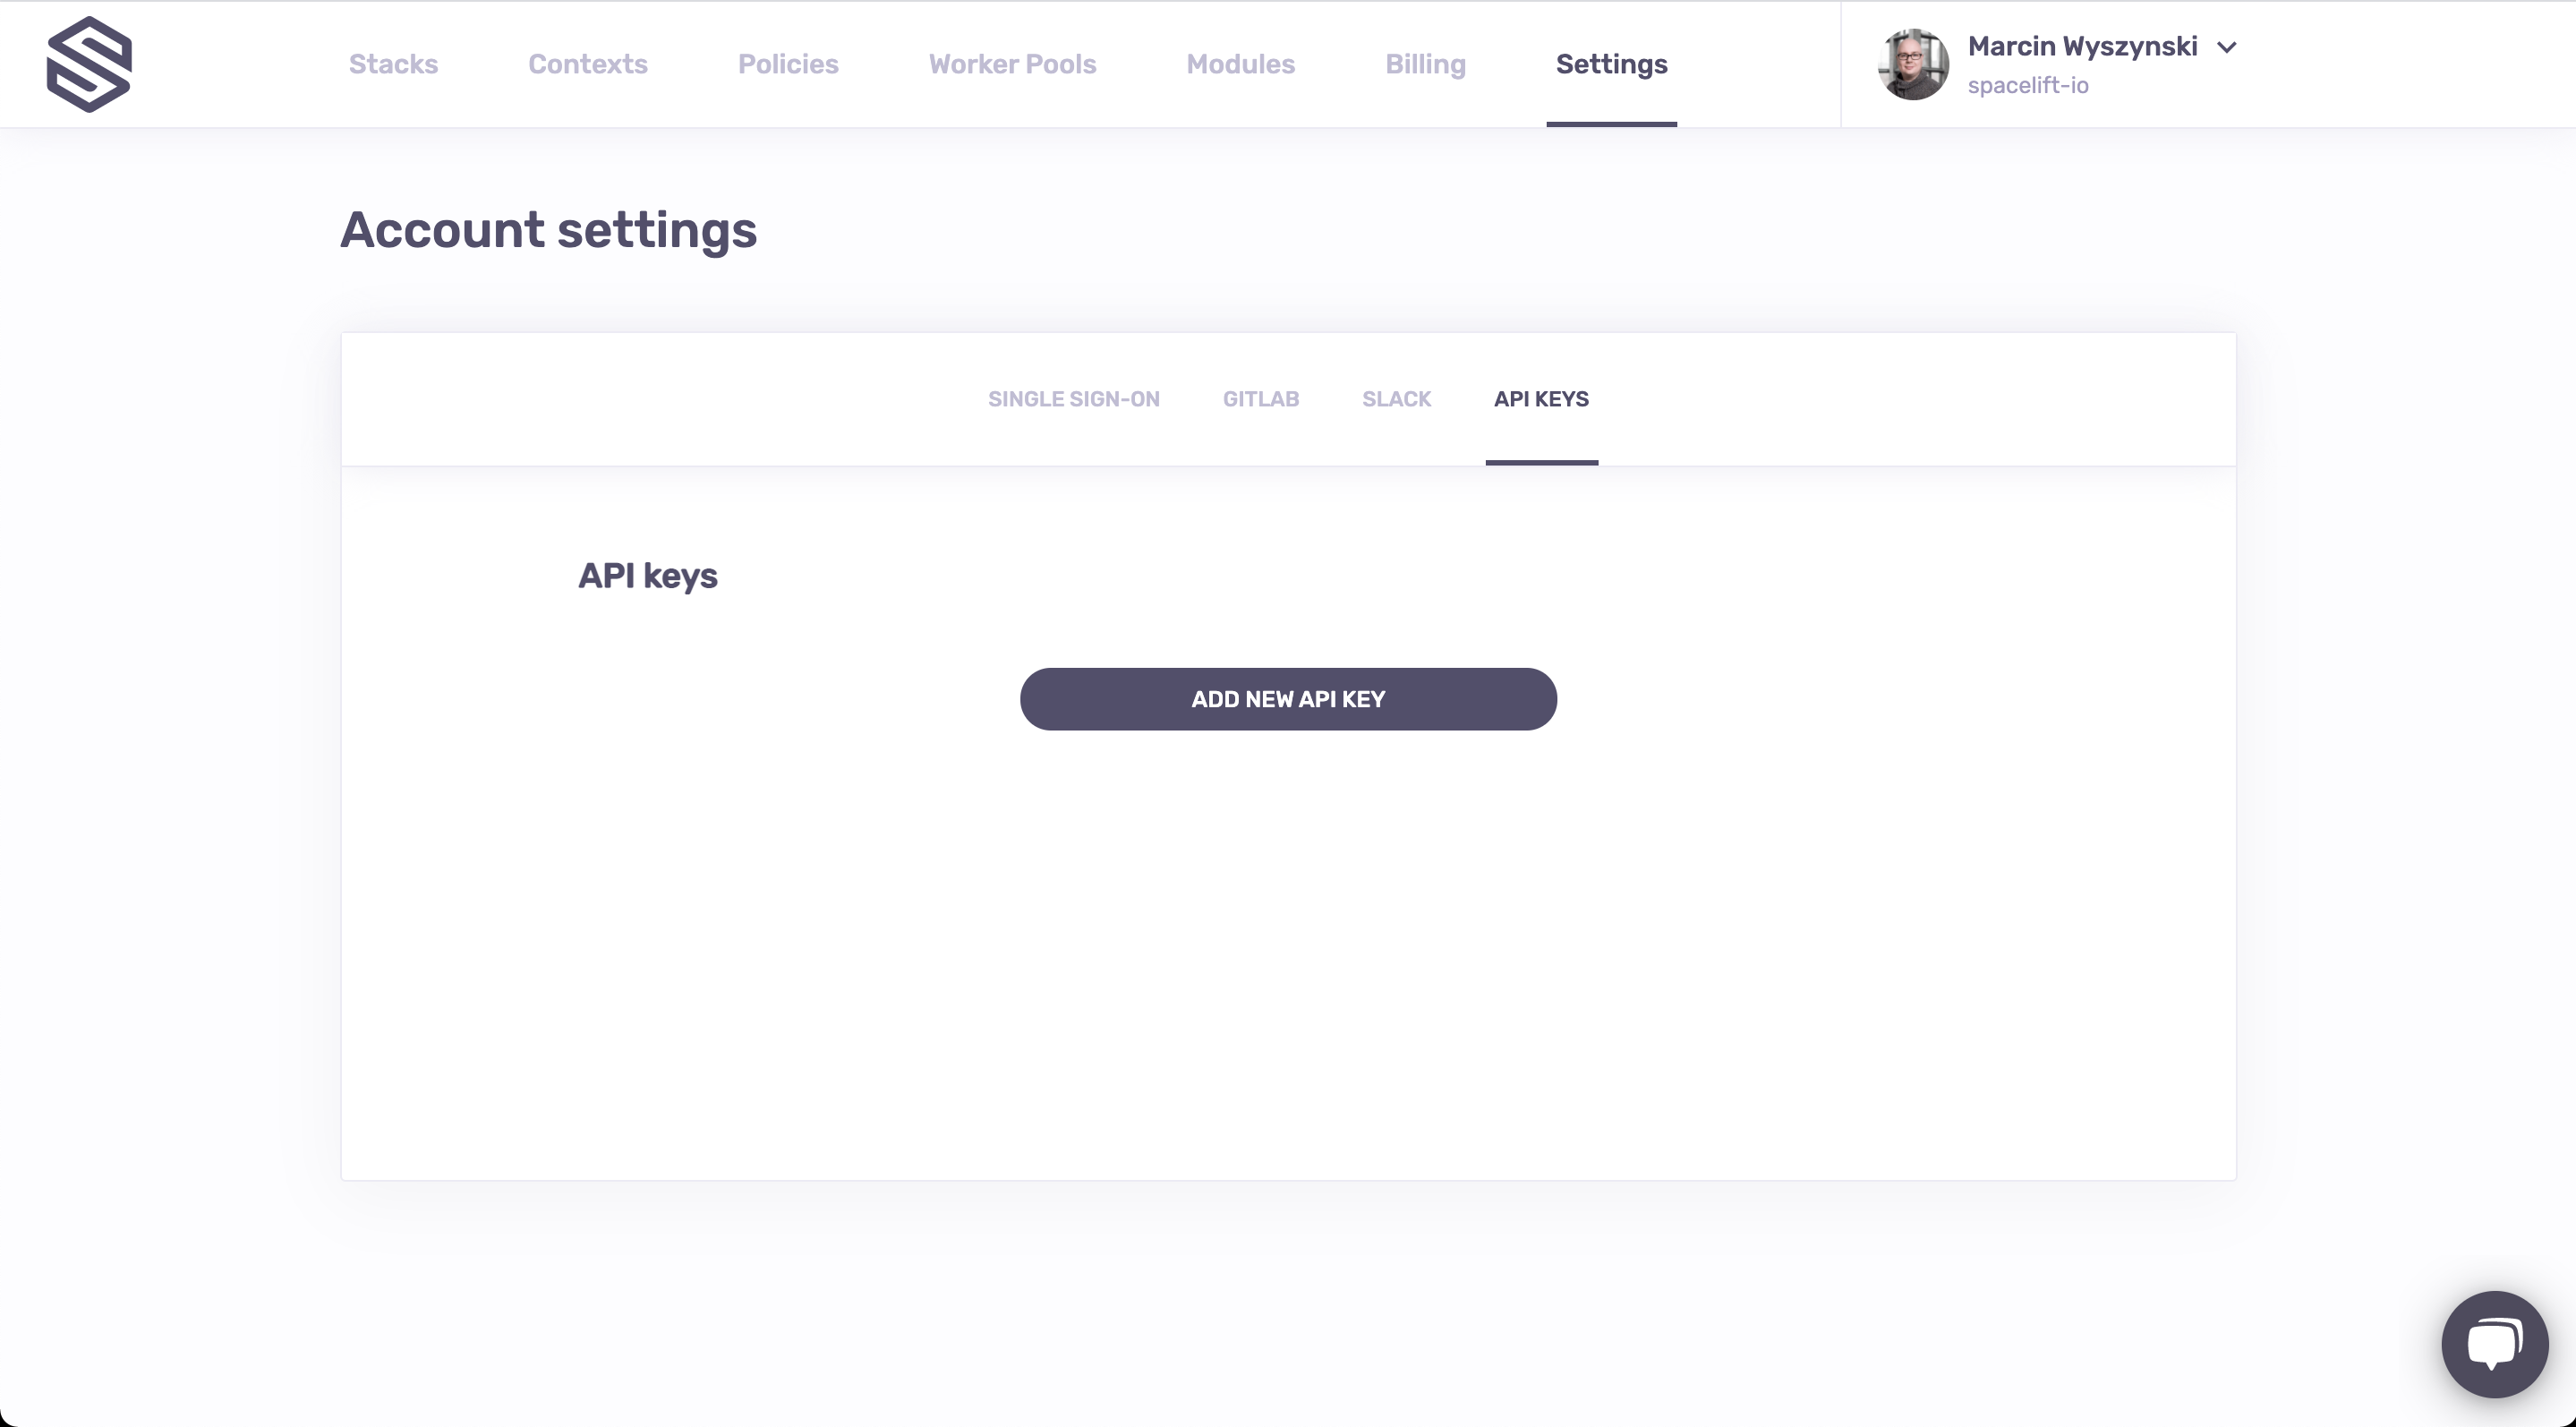 Stacks Contexts Policies Worker Pools Modules Billing Settings
Marcin Wyszynski
spacelift-io
Account settings
SINGLE SIGN-ON GITLAB SLACK API KEYS
API keys
ADD NEW API KEY